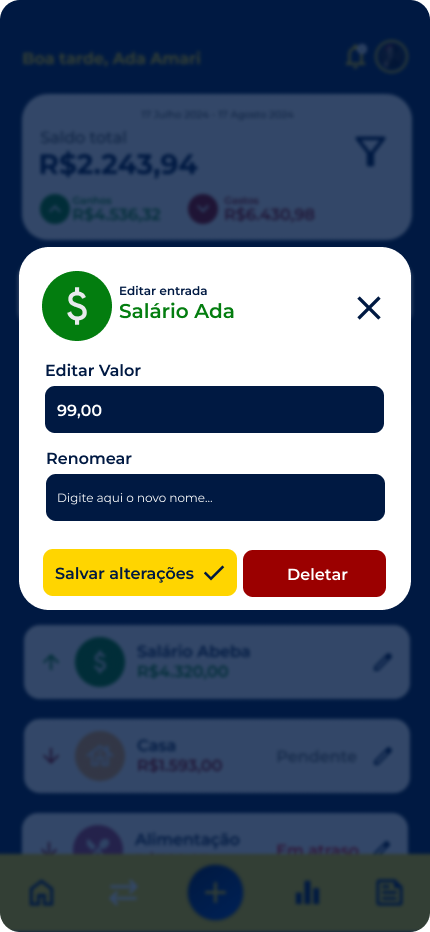 Boa tarde, Ada Amari
17 Julho 2024 - 17 Agosto 2024
Saldo total
R$2.243,94
Ganhos
R$4.536,32
Gastos
R$6.430,98
Editar entrada
Salário Ada
Editar Valor
99,00
Renomear
Digite aqui o novo nome...
Salvar alterações
Deletar
Salário Abeba
R$4.320,00
Casa
R$1.593,00
Pendente
Alimentação
Em atraso